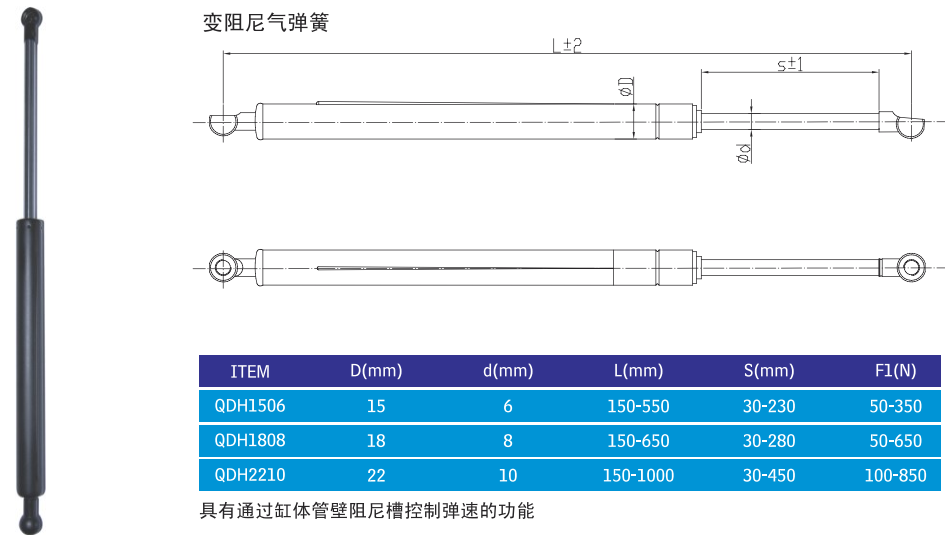 变阻尼气弹簧
L±2
s±1
øD
ød
ITEM D(mm) d(mm) L(mm) S(mm) F1(N)
QDH1506 15 6 150-550 30-230 50-350
QDH1808 18 8 150-650 30-280 50-650
QDH2210 22 10 150-1000 30-450 100-850
具有通过缸体管壁阻尼槽控制弹速的功能